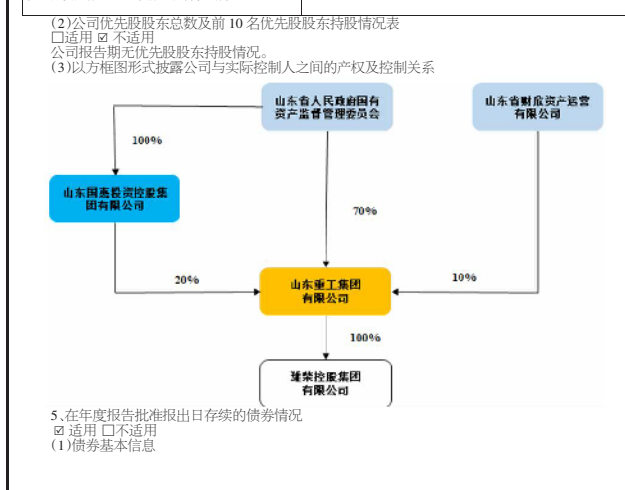 (2)公司优先股股东总数及前 10 名优先股股东持股情况表
□适用 ☑ 不适用
公司报告期无优先股股东持股情况。
(3)以方框图形式披露公司与实际控制人之间的产权及控制关系
山东省人民政府国有
资产监督管理委员会
山东省财欣资产运营
有限公司
100%
山东国惠投资控股集
团有限公司
70%
20%
10%
山东重工集团
有限公司
100%
潍柴控股集团
有限公司
5、在年度报告批准报出日存续的债券情况
☑ 适用 □不适用
(1)债券基本信息